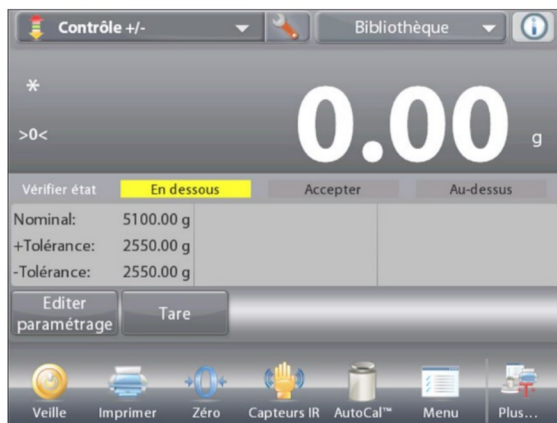 Contrôle +/- Bibliothèque
*
0.00 g
>0<
Vérifier état En dessous Accepter Au-dessus
Nominal: 5100.00 g
+Tolérance: 2550.00 g
-Tolérance: 2550.00 g
Editer
paramétrage
Tare
Veille Imprimer Zéro Capteurs IR AutoCal™ Menu Plus...